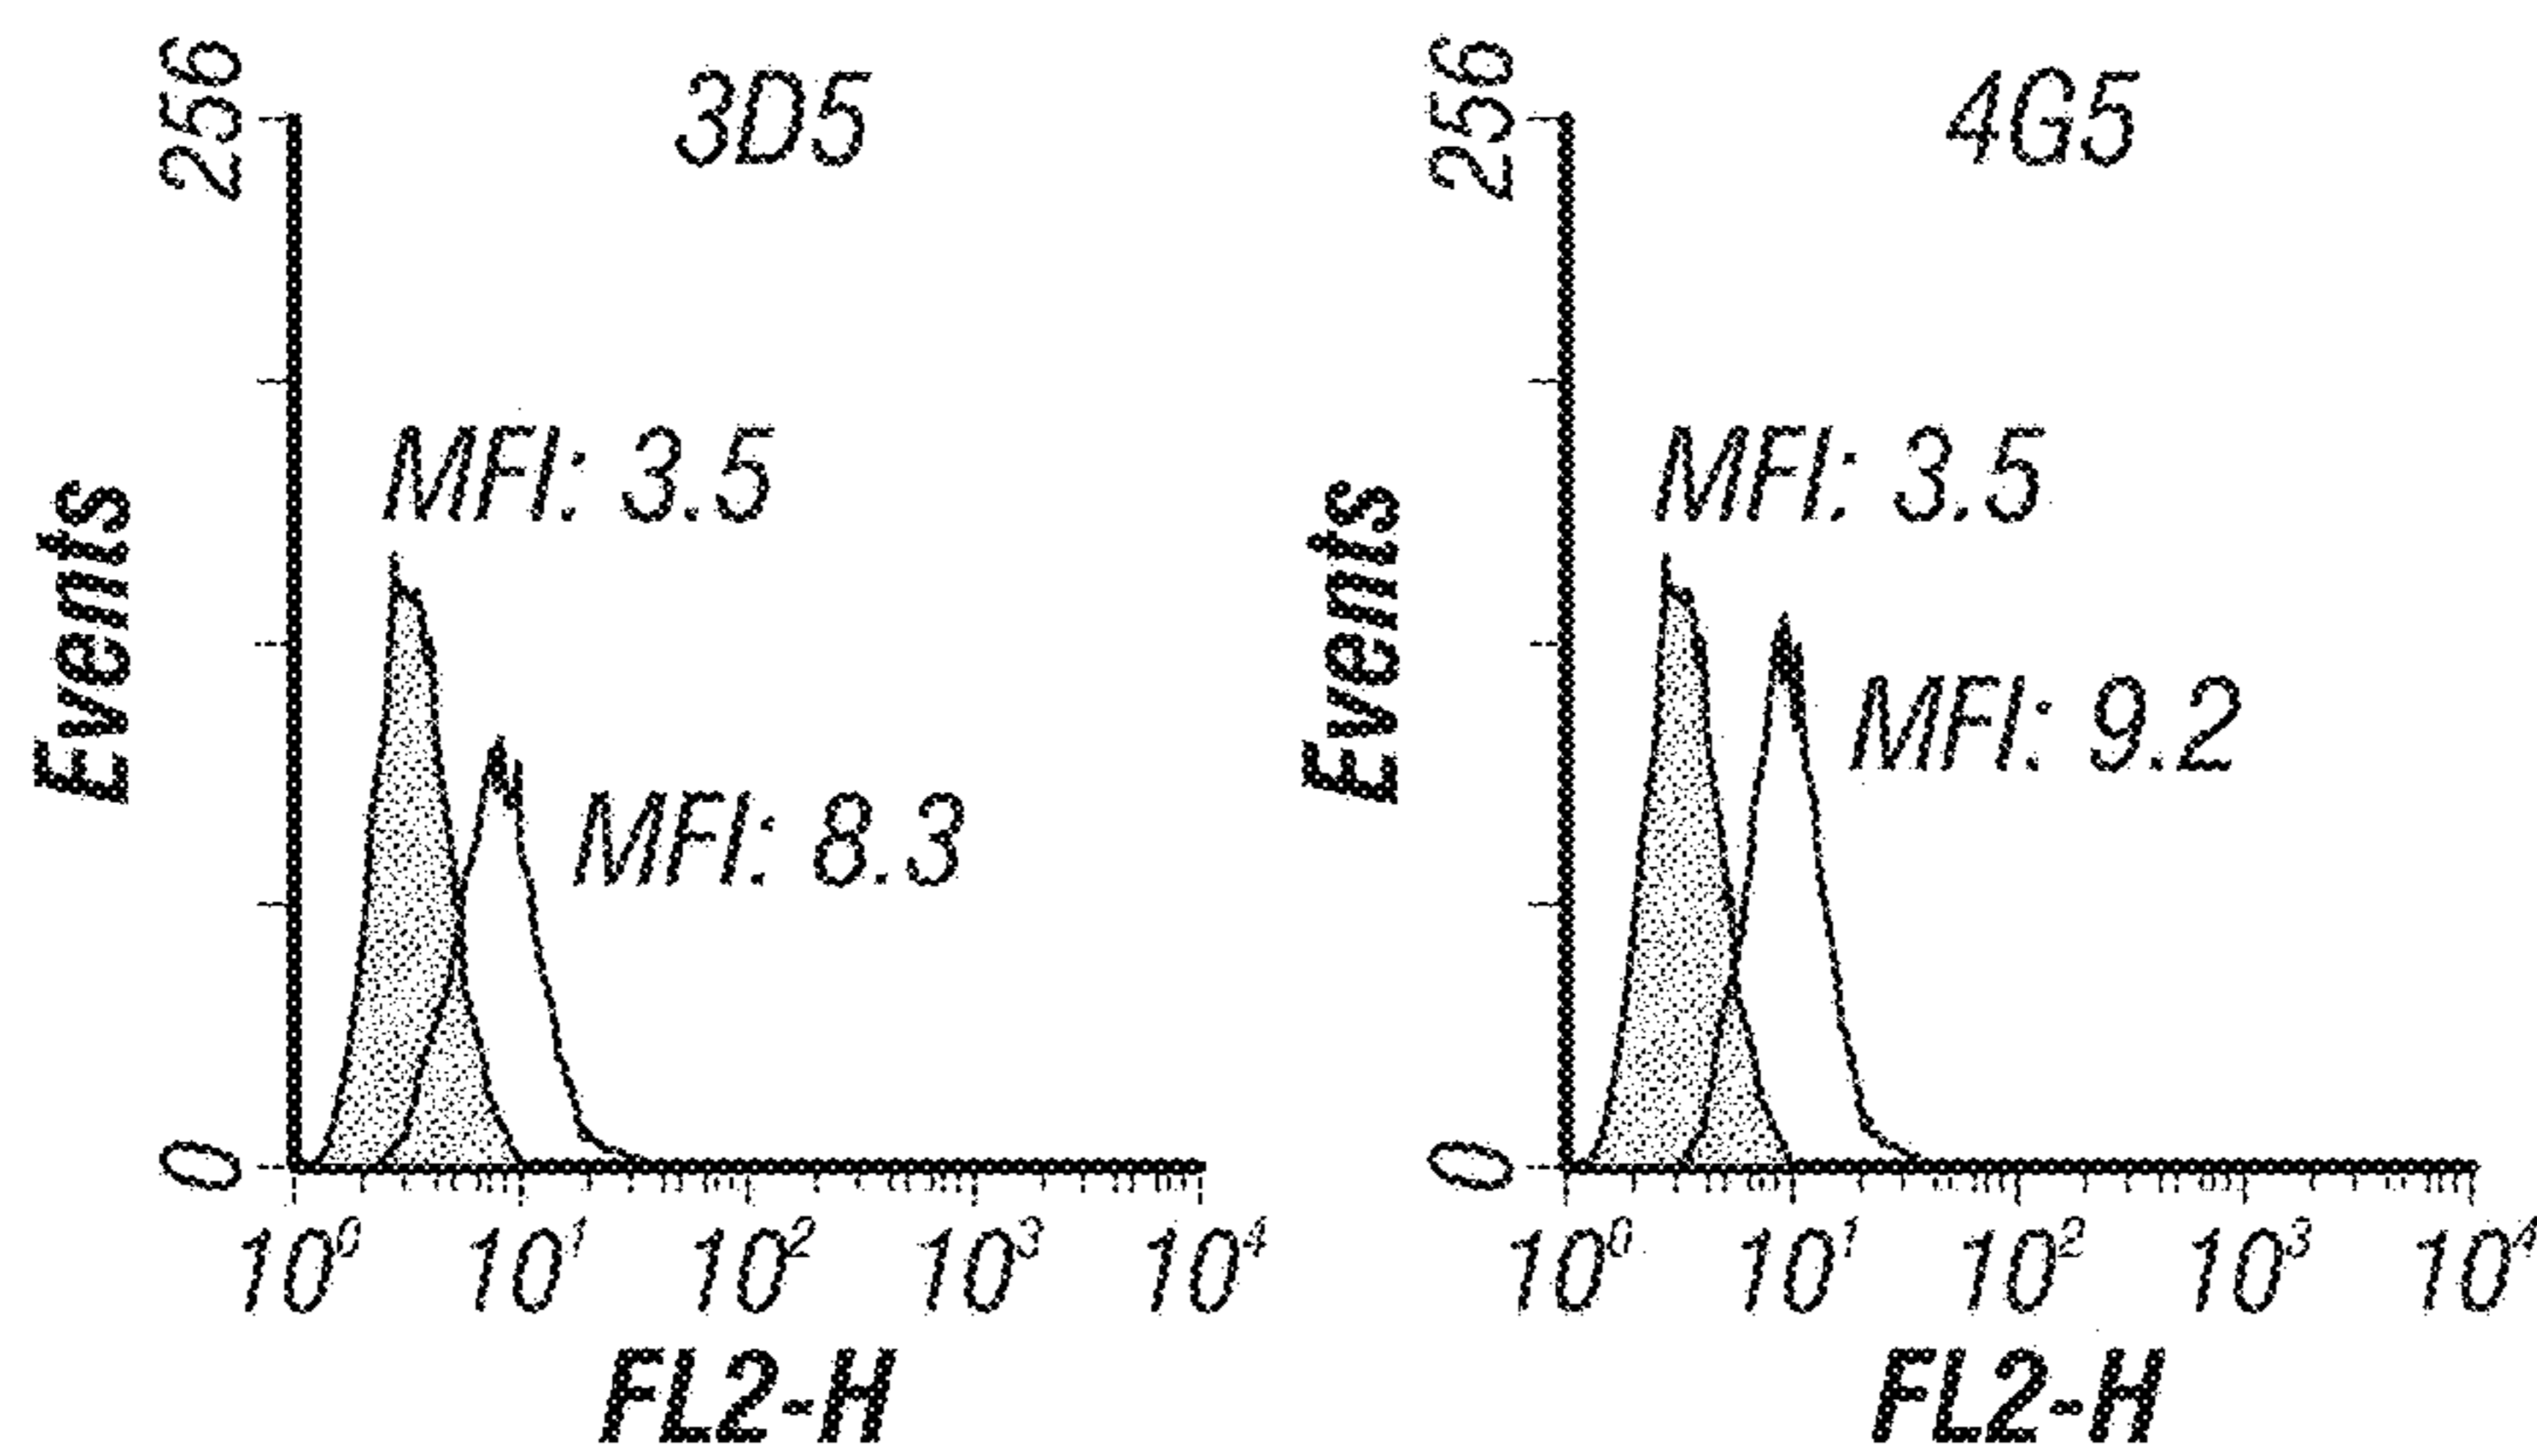 3D5
256
MFI: 3.5
MFI: 8.3
Events
0
10⁰ 10¹ 10² 10³ 10⁴
FL2-H
4G5
256
MFI: 3.5
MFI: 9.2
Events
0
10⁰ 10¹ 10² 10³ 10⁴
FL2-H